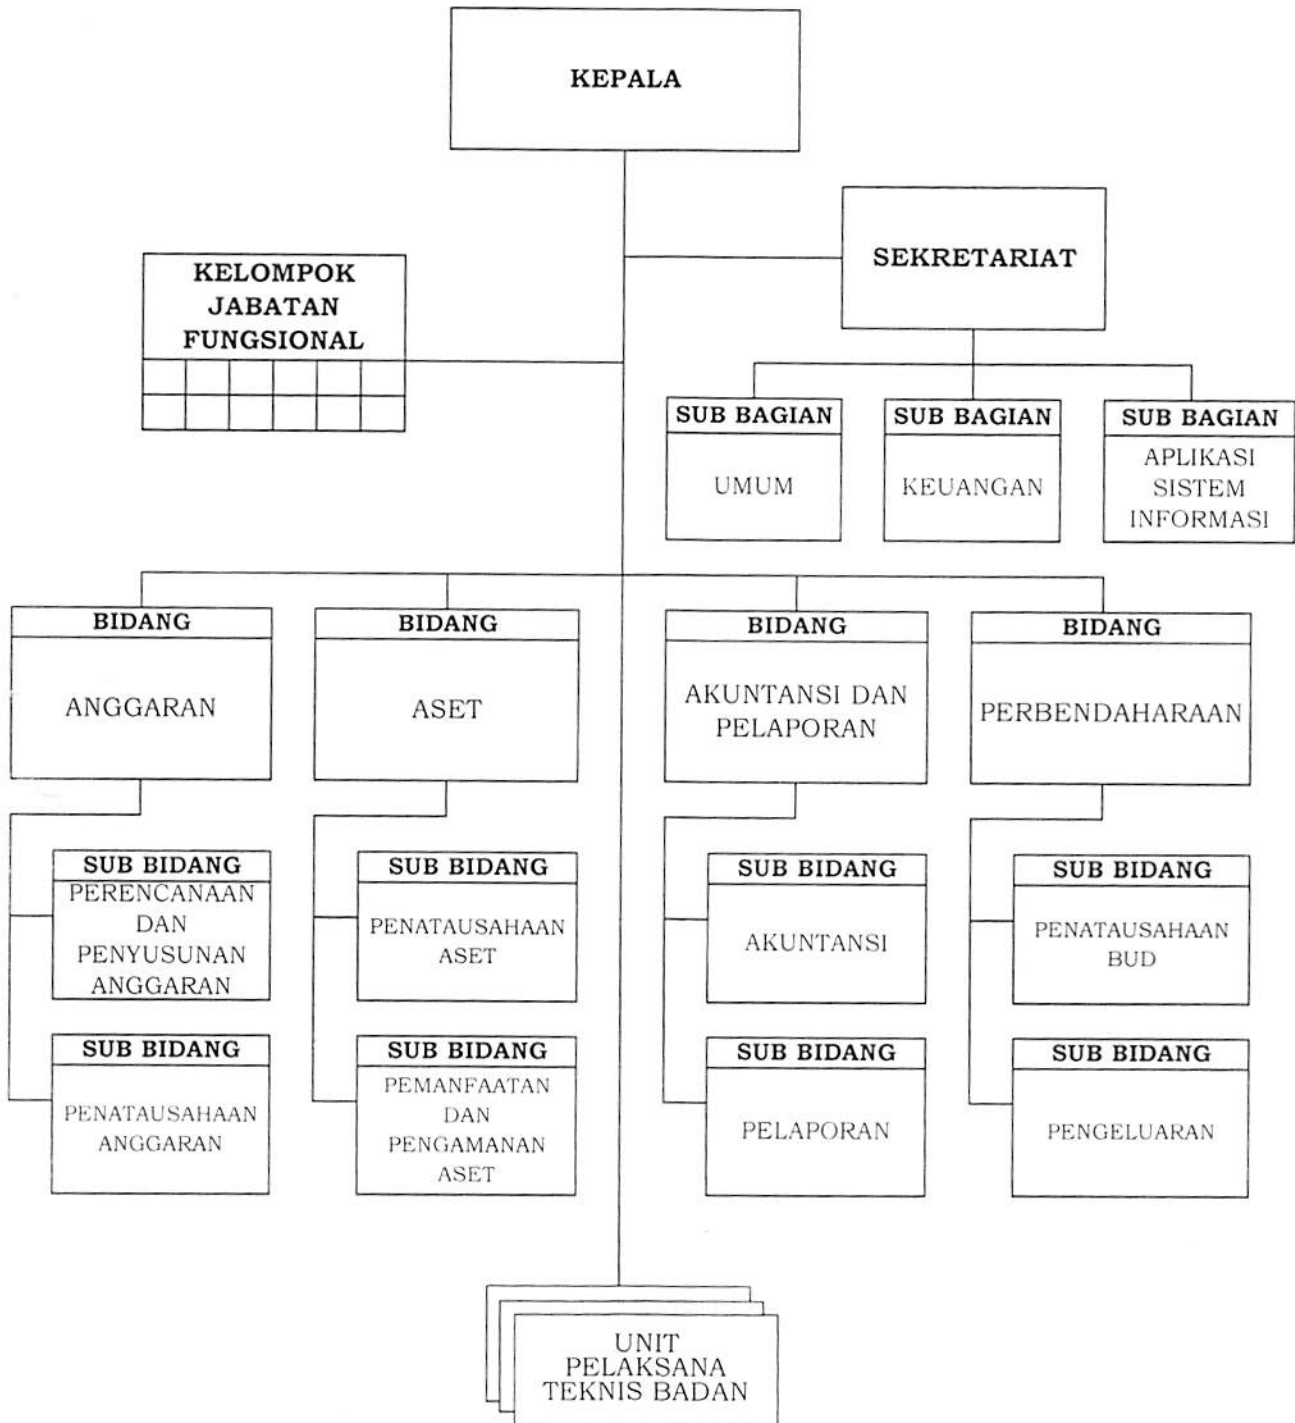 KEPALA
SEKRETARIAT
KELOMPOK
JABATAN
FUNGSIONAL
SUB BAGIAN
UMUM
SUB BAGIAN
KEUANGAN
SUB BAGIAN
APLIKASI
SISTEM
INFORMASI
BIDANG
ANGGARAN
BIDANG
ASET
BIDANG
AKUNTANSI DAN
PELAPORAN
BIDANG
PERBENDAHARAAN
SUB BIDANG
PERENCANAAN
DAN
PENYUSUNAN
ANGGARAN
SUB BIDANG
PENATAUSAHAAN
ASET
SUB BIDANG
AKUNTANSI
SUB BIDANG
PENATAUSAHAAN
BUD
SUB BIDANG
PENATAUSAHAAN
ANGGARAN
SUB BIDANG
PEMANFAATAN
DAN
PENGAMANAN
ASET
SUB BIDANG
PELAPORAN
SUB BIDANG
PENGELUARAN
UNIT
PELAKSANA
TEKNIS BADAN